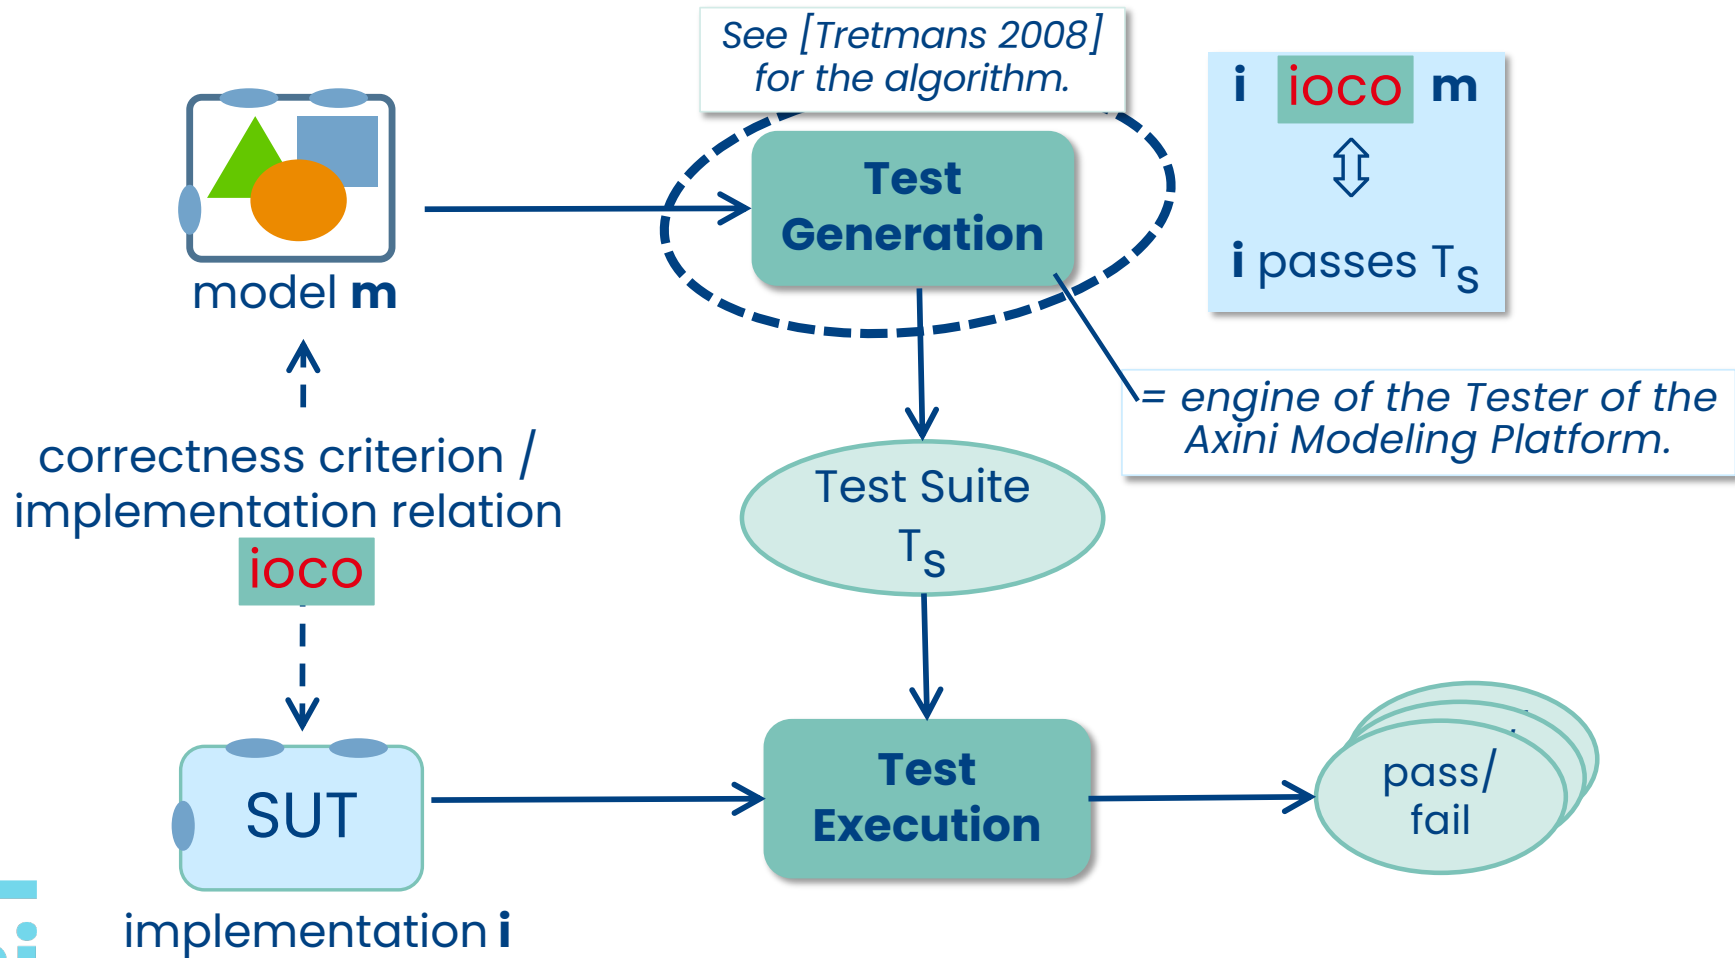 See [Tretmans 2008]
for the algorithm.
i ioco m
⇕
i passes Ts
Test
Generation
model m
= engine of the Tester of the
Axini Modeling Platform.
correctness criterion /
implementation relation
ioco
Test Suite
Ts
SUT
Test
Execution
pass/
fail
implementation i